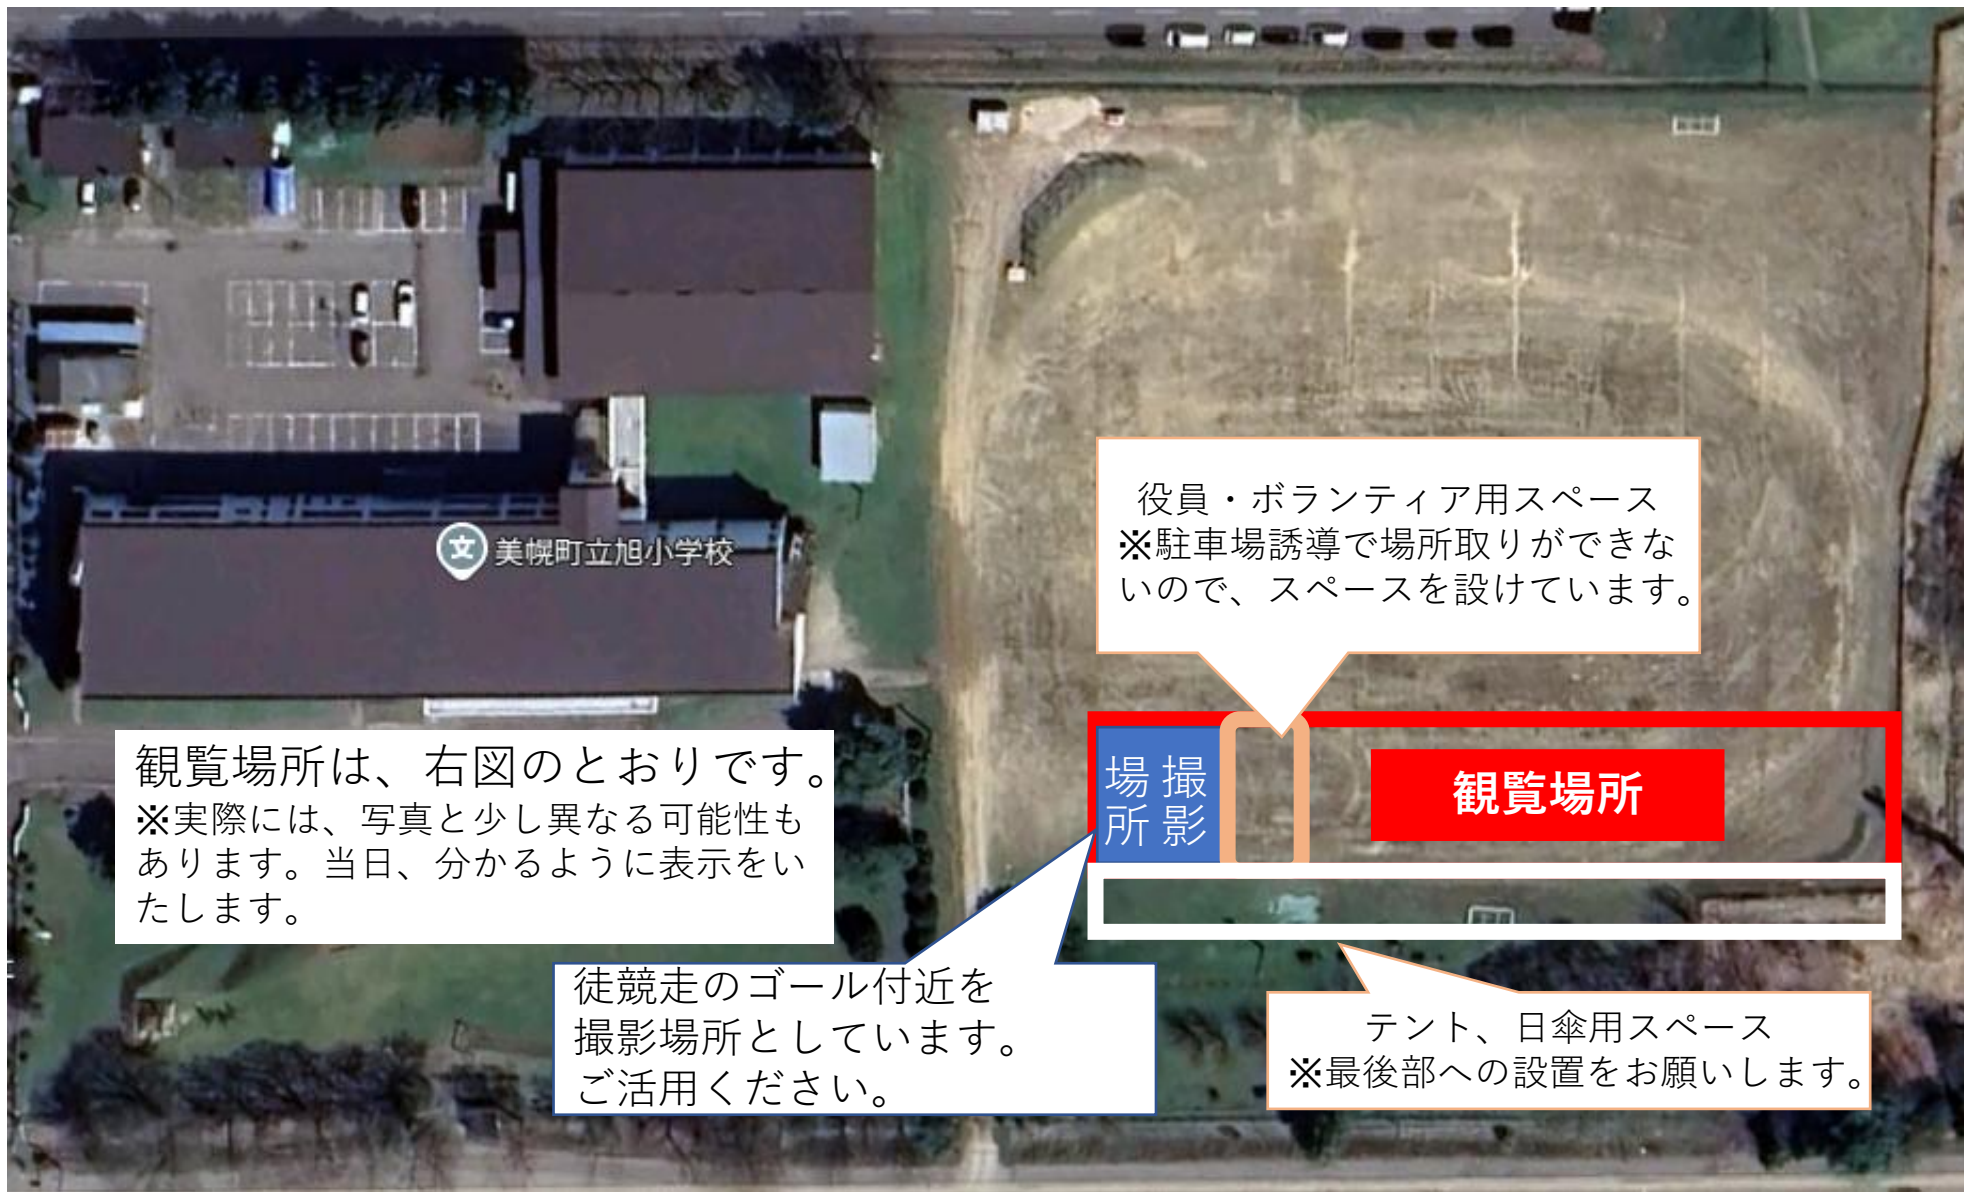 美幌町立旭小学校
役員・ボランティア用スペース
※駐車場誘導で場所取りができな
いので、スペースを設けています。
観覧場所は、右図のとおりです。
※実際には、写真と少し異なる可能性も
あります。当日、分かるように表示をい
たします。
撮影
場所
観覧場所
徒競走のゴール付近を
撮影場所としています。
ご活用ください。
テント、日傘用スペース
※最後部への設置をお願いします。